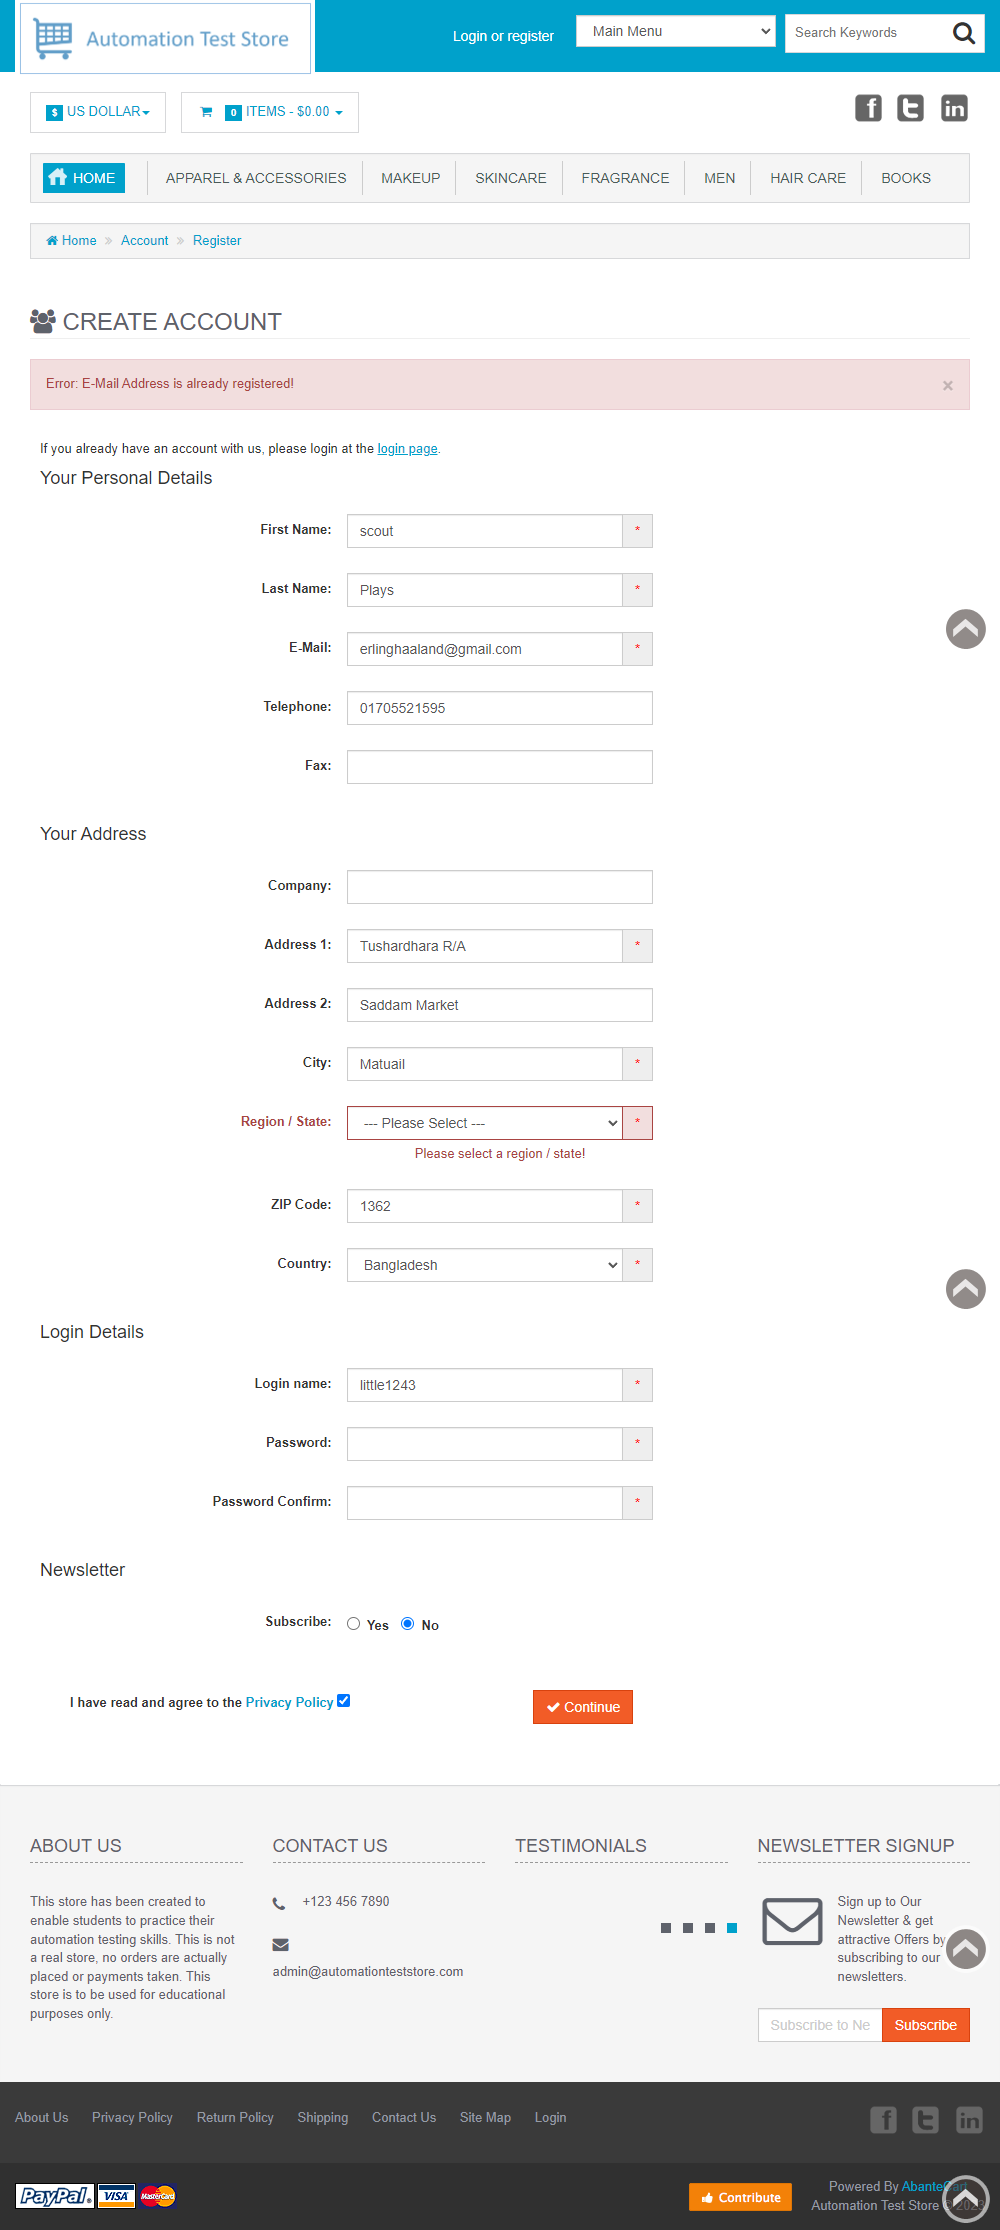 Automation Test Store
Login or register
Main Menu
Search Keywords
$ US DOLLAR
0 ITEMS - $0.00
HOME
APPAREL & ACCESSORIES
MAKEUP
SKINCARE
FRAGRANCE
MEN
HAIR CARE
BOOKS
Home » Account » Register
CREATE ACCOUNT
Error: E-Mail Address is already registered!
×
If you already have an account with us, please login at the login page.
Your Personal Details
First Name: scout *
Last Name: Plays *
E-Mail: erlinghaaland@gmail.com *
Telephone: 01705521595
Fax:
Your Address
Company:
Address 1: Tushardhara R/A *
Address 2: Saddam Market
City: Matuail *
Region / State: --- Please Select --- *
Please select a region / state!
ZIP Code: 1362 *
Country: Bangladesh *
Login Details
Login name: little1243 *
Password: *
Password Confirm: *
Newsletter
Subscribe: Yes No
I have read and agree to the Privacy Policy
Continue
ABOUT US
This store has been created to
enable students to practice their
automation testing skills. This is not
a real store, no orders are actually
placed or payments taken. This
store is to be used for educational
purposes only.
CONTACT US
+123 456 7890
admin@automationteststore.com
TESTIMONIALS
NEWSLETTER SIGNUP
Sign up to Our
Newsletter & get
attractive Offers by
subscribing to our
newsletters.
Subscribe to Ne
Subscribe
About Us
Privacy Policy
Return Policy
Shipping
Contact Us
Site Map
Login
PayPal
VISA
MasterCard
Contribute
Powered By AbanteCart
Automation Test Store ©